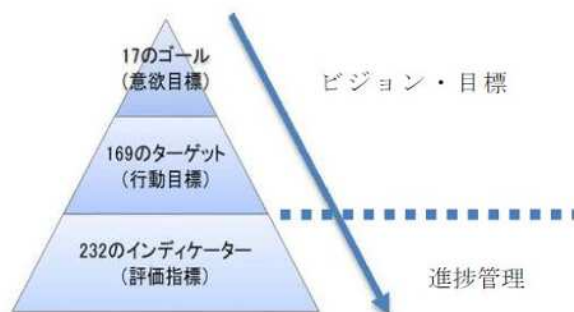 17のゴール
(意欲目標)
ビジョン・目標
169のターゲット
(行動目標)
232のインディケーター
(評価指標)
進捗管理